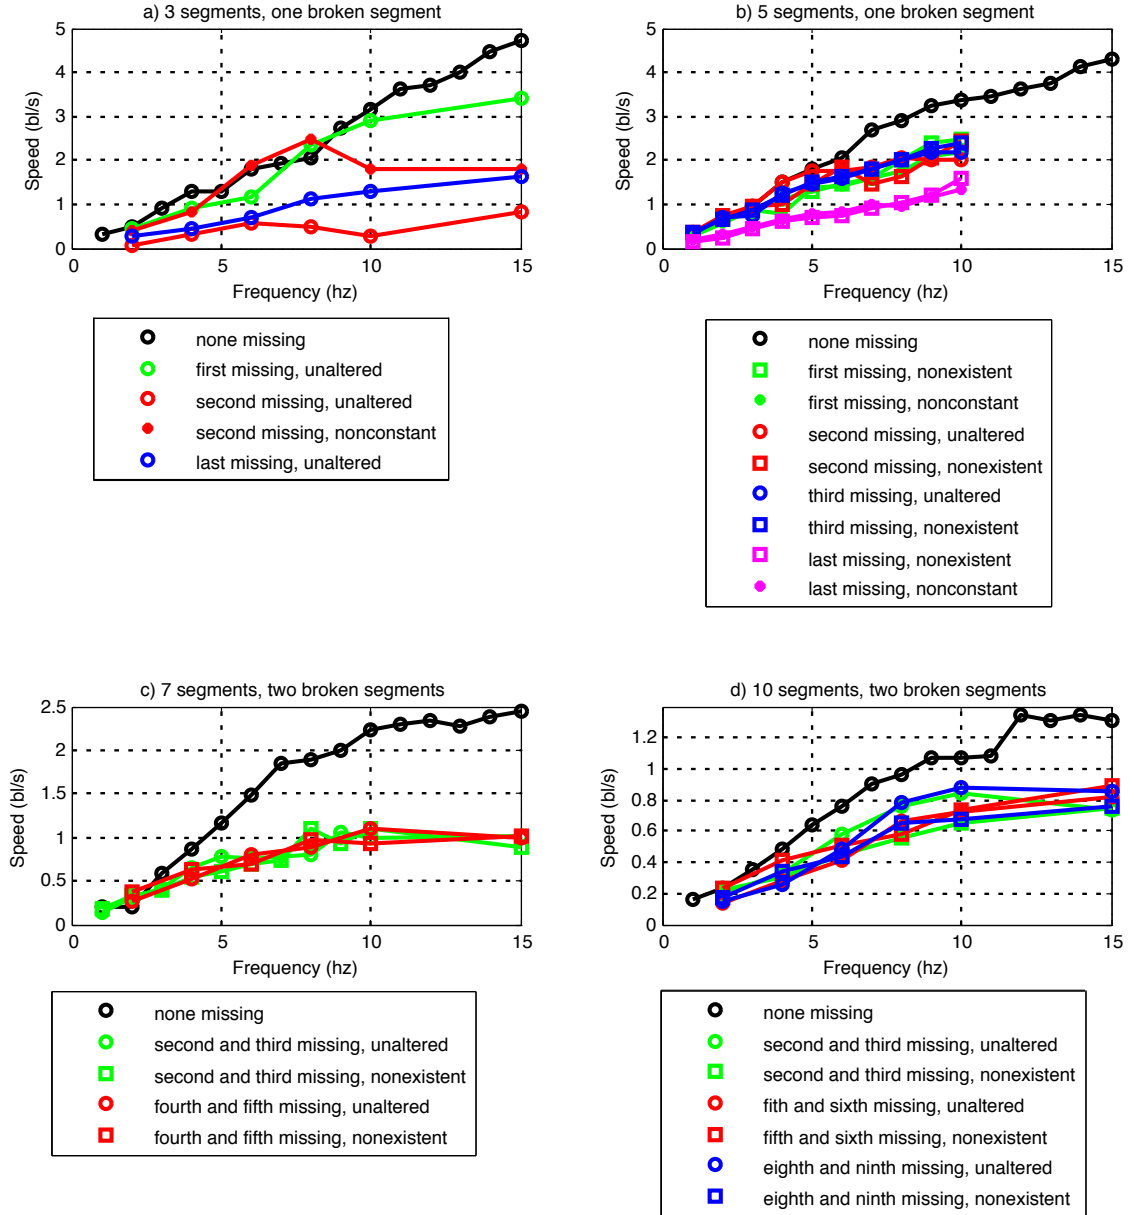 a) 3 segments, one broken segment
5
4
3
2
1
0
Speed (bl/s)
0 5 10 15
Frequency (hz)
none missing
first missing, unaltered
second missing, unaltered
second missing, nonconstant
last missing, unaltered
b) 5 segments, one broken segment
5
4
3
2
1
0
Speed (bl/s)
0 5 10 15
Frequency (hz)
none missing
first missing, nonexistent
first missing, nonconstant
second missing, unaltered
second missing, nonexistent
third missing, unaltered
third missing, nonexistent
last missing, nonexistent
last missing, nonconstant
c) 7 segments, two broken segments
2.5
2
1.5
1
0.5
0
Speed (bl/s)
0 5 10 15
Frequency (hz)
none missing
second and third missing, unaltered
second and third missing, nonexistent
fourth and fifth missing, unaltered
fourth and fifth missing, nonexistent
d) 10 segments, two broken segments
1.2
1
0.8
0.6
0.4
0.2
0
Speed (bl/s)
0 5 10 15
Frequency (hz)
none missing
second and third missing, unaltered
second and third missing, nonexistent
fith and sixth missing, unaltered
fifth and sixth missing, nonexistent
eighth and ninth missing, unaltered
eighth and ninth missing, nonexistent